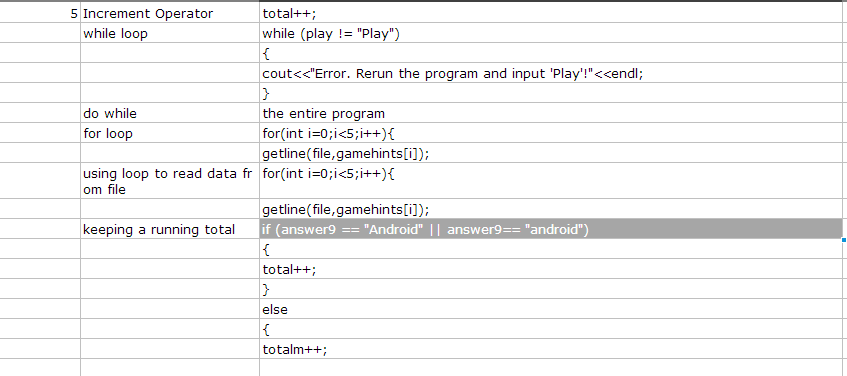 5 Increment Operator total++;
while loop while (play != "Play")
{
cout<<"Error. Rerun the program and input 'Play'!"<<endl;
}
do while the entire program
for loop for(int i=0;i<5;i++){
getline(file,gamehints[i]);
using loop to read data fr for(int i=0;i<5;i++){
om file
getline(file,gamehints[i]);
keeping a running total if (answer9 == "Android" || answer9== "android")
{
total++;
}
else
{
totalm++;